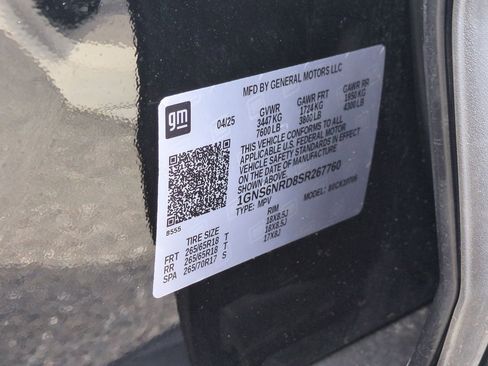 MFD BY GENERAL MOTORS LLC
gm
04/25
GVWR GAWR FRT GAWR RR
3447 KG 1724 KG 1950 KG
7600 LB 3800 LB 4300 LB
THIS VEHICLE CONFORMS TO ALL
APPLICABLE U.S. FEDERAL MOTOR
VEHICLE SAFETY STANDARDS IN EFFECT
ON THE DATE OF MANUFACTURE
SHOWN ABOVE.
1GNS6NRD8SR267760
TYPE: MPV MODEL:
8555
TIRE SIZE RIM
FRT 265/65R18 T 18X8.5J
RR 265/65R18 T 18X8.5J
SPA 265/70R17 S 17X8J